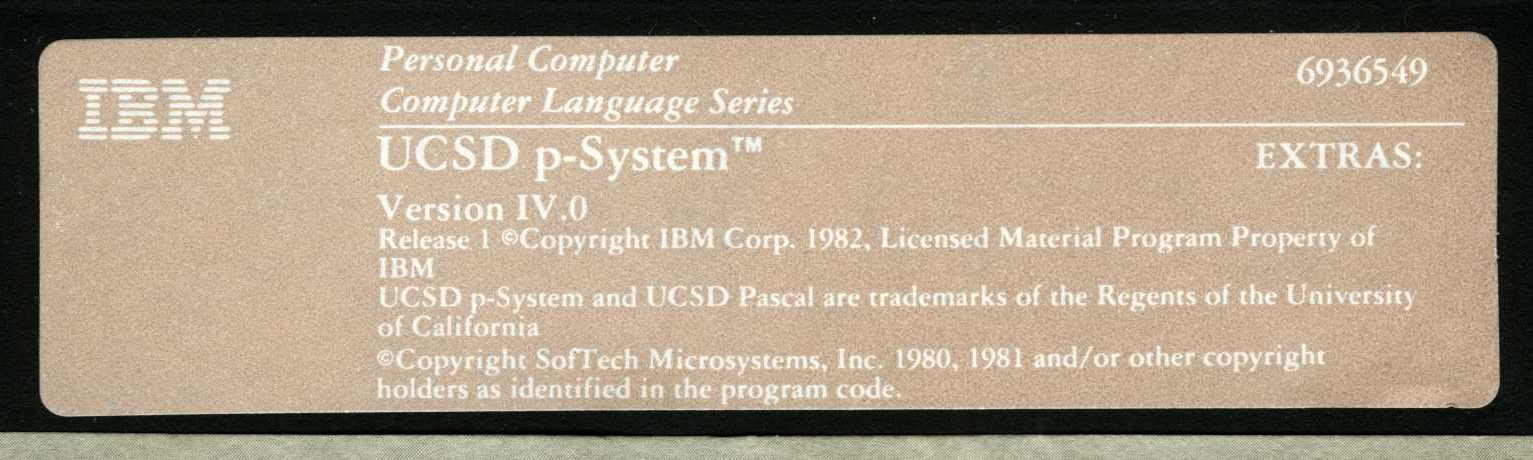 IBM
Personal Computer
Computer Language Series
6936549
UCSD p-System™
EXTRAS:
Version IV.0
Release 1 ©Copyright IBM Corp. 1982, Licensed Material Program Property of
IBM
UCSD p-System and UCSD Pascal are trademarks of the Regents of the University
of California
©Copyright SofTech Microsystems, Inc. 1980, 1981 and/or other copyright
holders as identified in the program code.